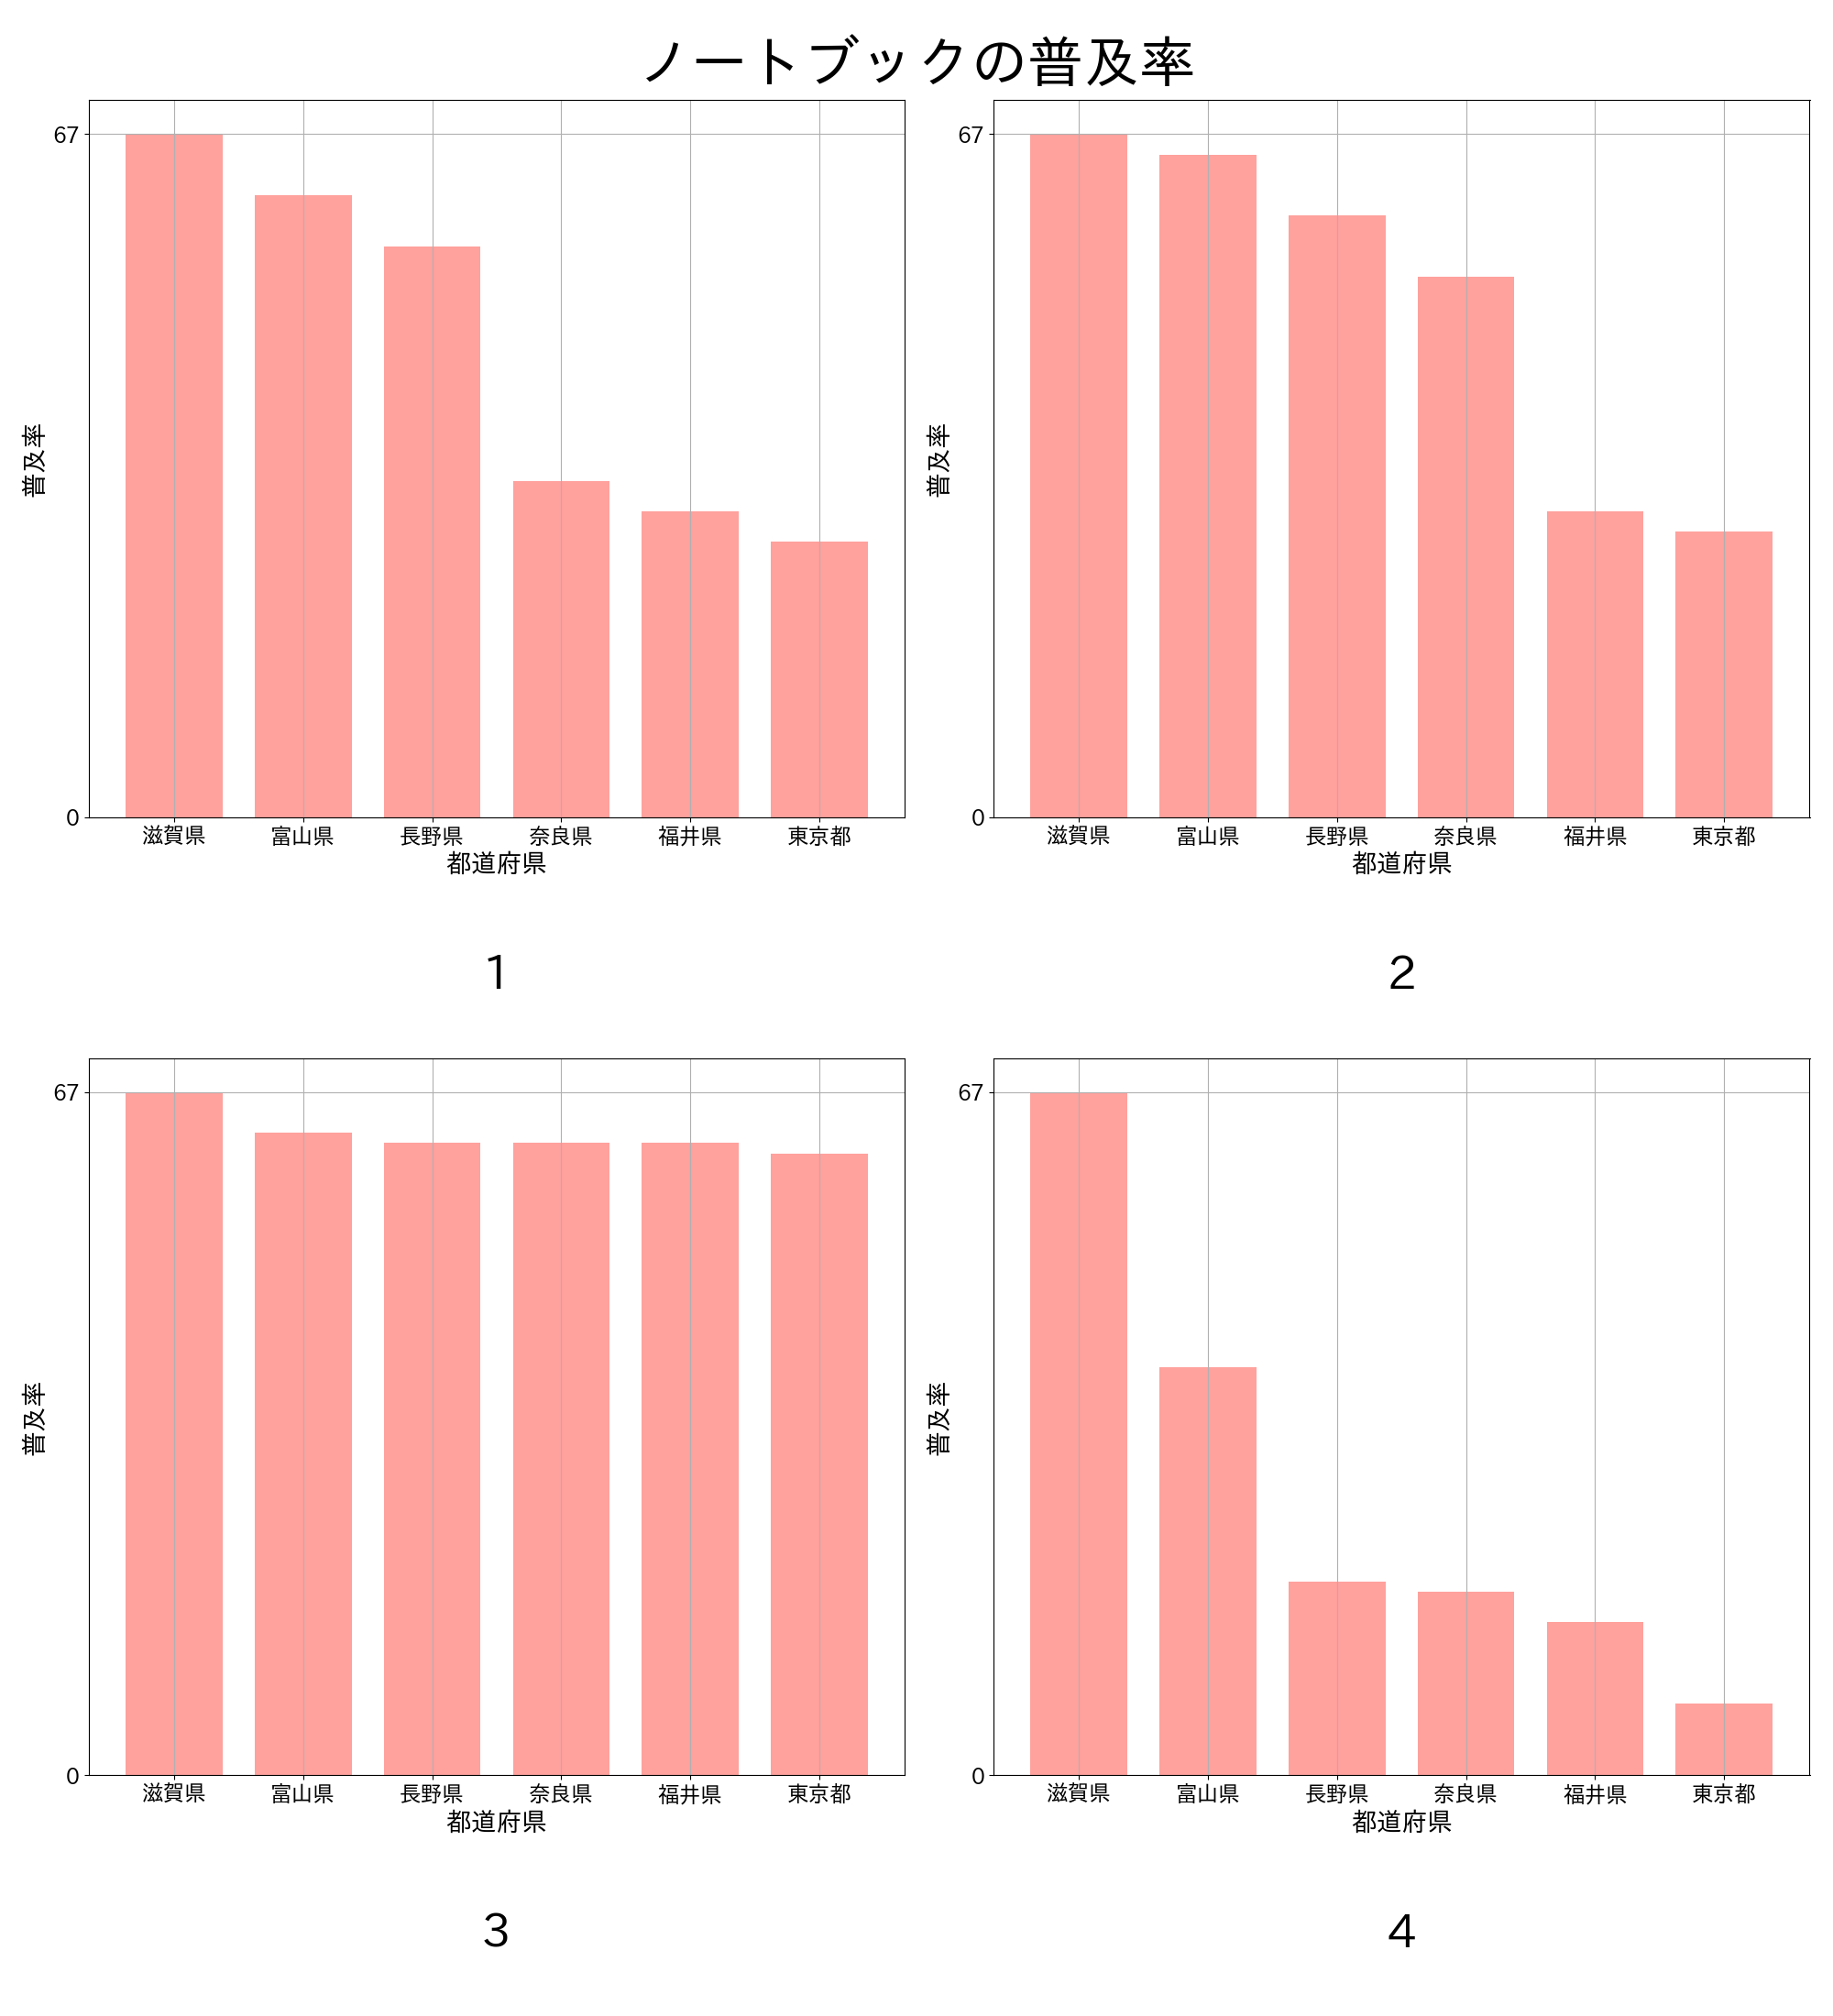 ノートブックの普及率
67
0
普及率
滋賀県 富山県 長野県 奈良県 福井県 東京都
都道府県
1
67
0
普及率
滋賀県 富山県 長野県 奈良県 福井県 東京都
都道府県
2
67
0
普及率
滋賀県 富山県 長野県 奈良県 福井県 東京都
都道府県
3
67
0
普及率
滋賀県 富山県 長野県 奈良県 福井県 東京都
都道府県
4